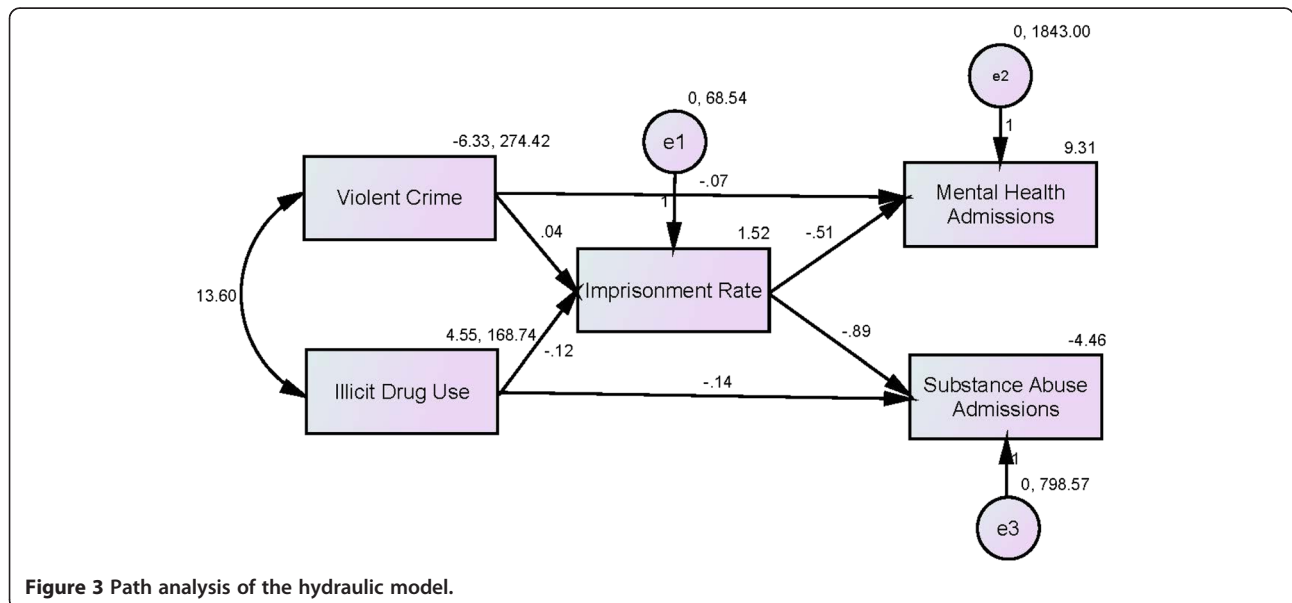 0, 1843.00
e2
1
0, 68.54
e1
1
-6.33, 274.42
Violent Crime
-.07
9.31
Mental Health
Admissions
.04
1.52
-.51
Imprisonment Rate
13.60
4.55, 168.74
-.12
-.89
Illicit Drug Use
-.14
-4.46
Substance Abuse
Admissions
1
0, 798.57
e3
Figure 3 Path analysis of the hydraulic model.